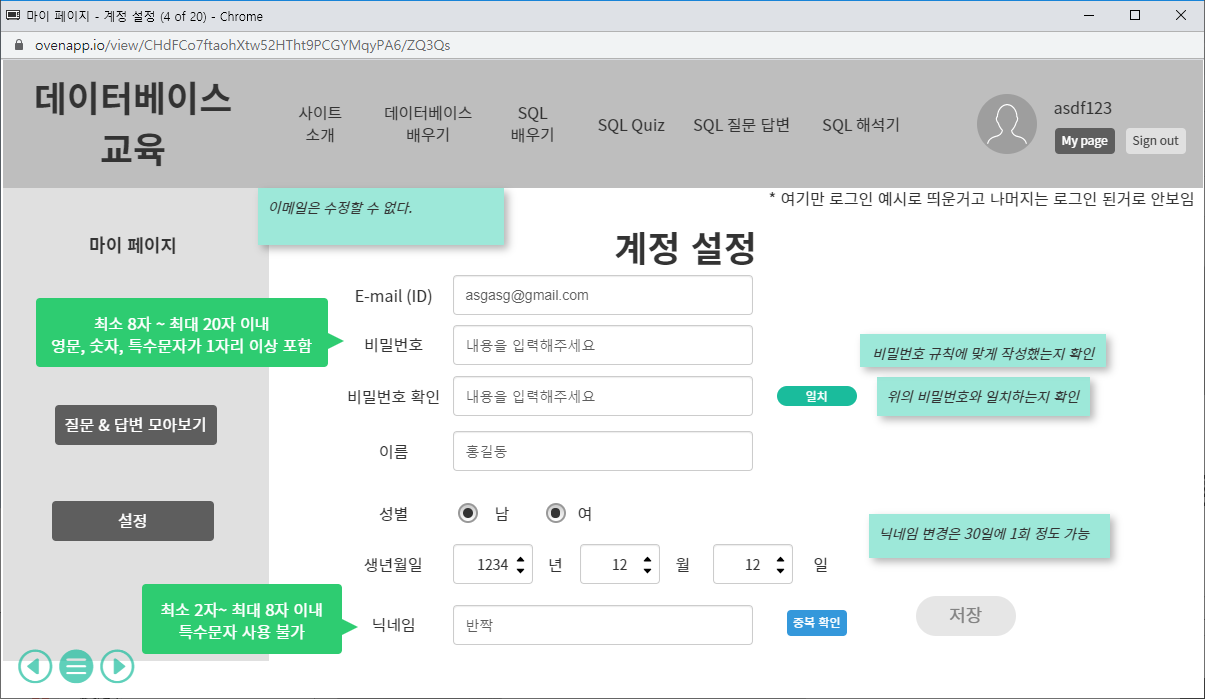 마이 페이지 - 계정 설정 (4 of 20) - Chrome
ovenapp.io/view/CHdFCo7ftaohXtw52HTht9PCGYMqyPA6/ZQ3Qs
데이터베이스
교육
사이트
소개
데이터베이스
배우기
SQL
배우기
SQL Quiz
SQL 질문 답변
SQL 해석기
asdf123
My page
Sign out
이메일은 수정할 수 없다.
* 여기만 로그인 예시로 띄운거고 나머지는 로그인 된거로 안보임
마이 페이지
계정 설정
E-mail (ID)
asgasg@gmail.com
최소 8자 ~ 최대 20자 이내
영문, 숫자, 특수문자가 1자리 이상 포함
비밀번호
내용을 입력해주세요
비밀번호 규칙에 맞게 작성했는지 확인
비밀번호 확인
내용을 입력해주세요
일치
위의 비밀번호와 일치하는지 확인
질문 & 답변 모아보기
이름
홍길동
설정
성별
남
여
닉네임 변경은 30일에 1회 정도 가능
생년월일
1234
년
12
월
12
일
최소 2자~ 최대 8자 이내
특수문자 사용 불가
닉네임
반짝
중복 확인
저장